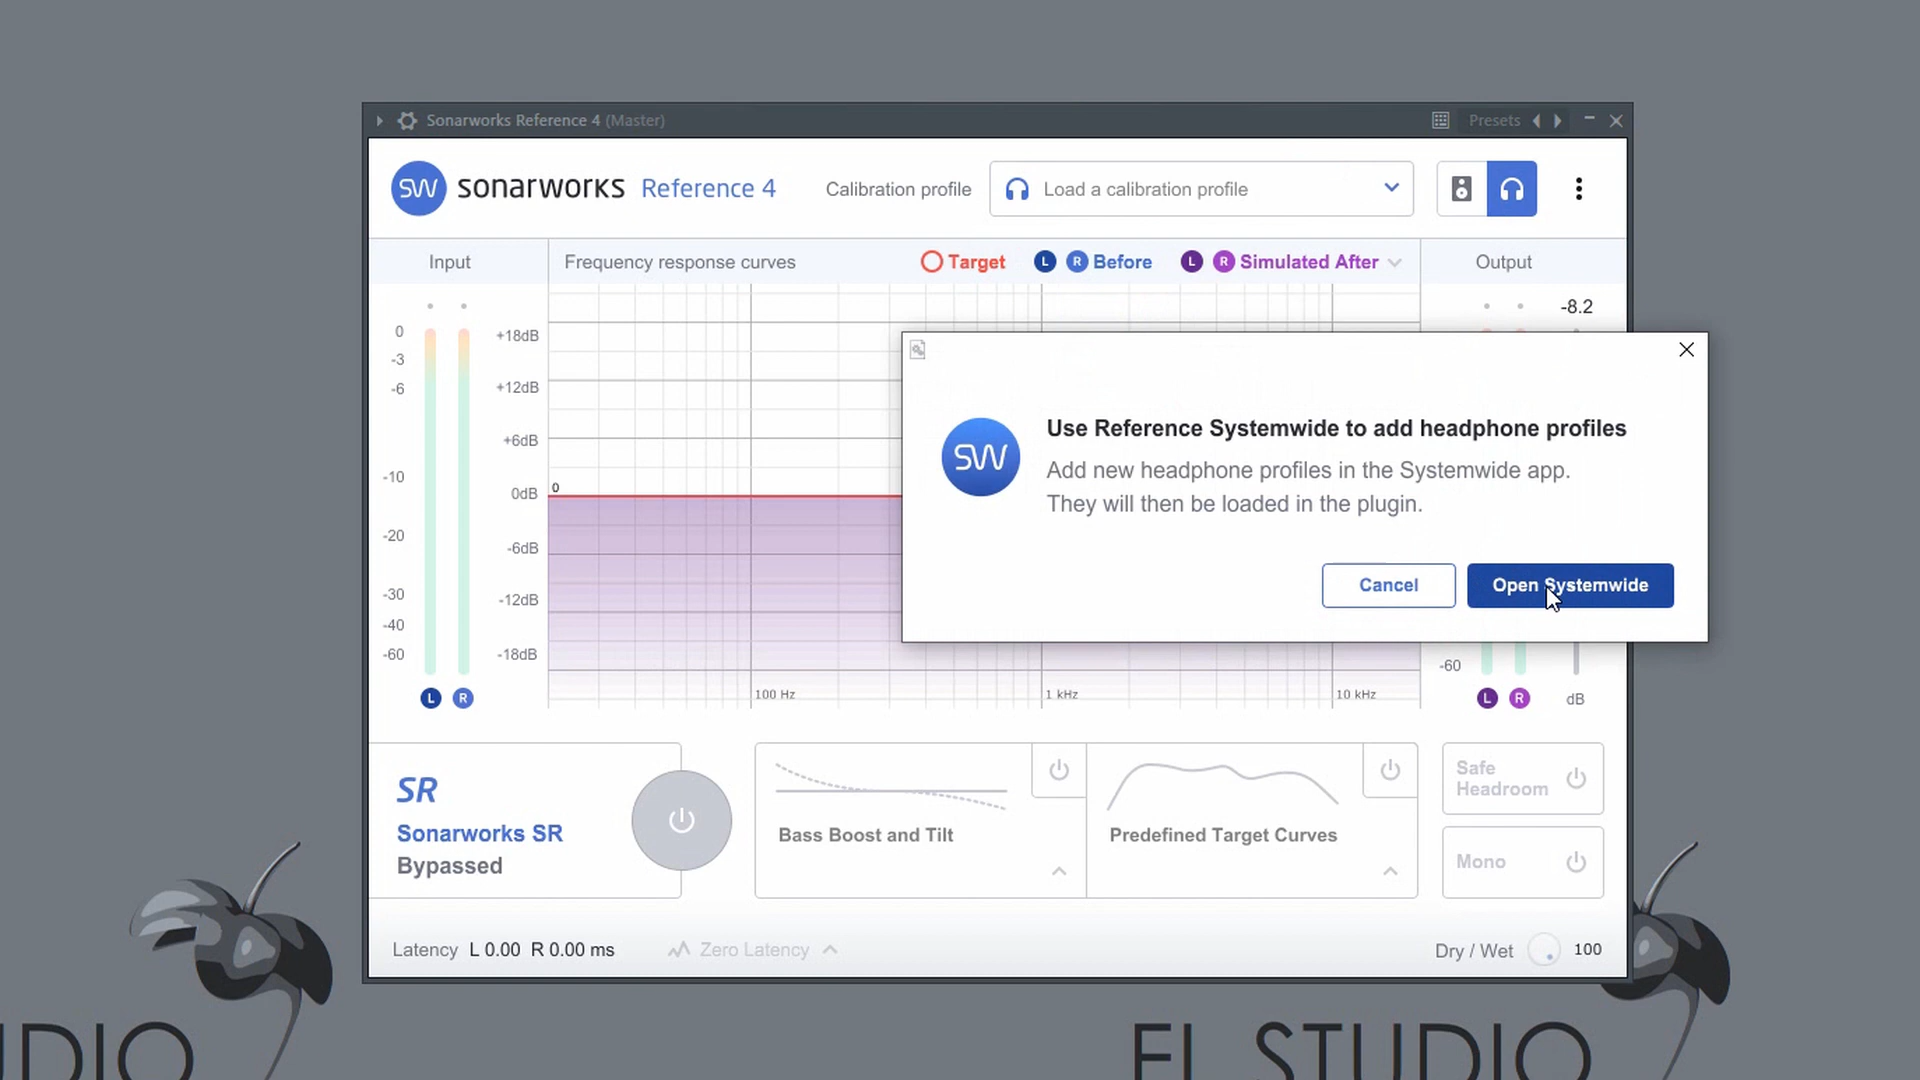 Sonarworks Reference 4 (Master)
Presets
SW sonarworks Reference 4
Calibration profile
Load a calibration profile
Input
Frequency response curves
Target
L R Before
L R Simulated After
Output
-8.2
0
-3
-6
-10
-20
-30
-40
-60
L R
+18dB
+12dB
+6dB
0dB
-6dB
-12dB
-18dB
0
100 Hz
1 kHz
10 kHz
-60
L R
dB
SW
Use Reference Systemwide to add headphone profiles
Add new headphone profiles in the Systemwide app.
They will then be loaded in the plugin.
Cancel
Open Systemwide
SR
Sonarworks SR
Bypassed
Bass Boost and Tilt
Predefined Target Curves
Safe
Headroom
Mono
Latency L 0.00 R 0.00 ms
Zero Latency
Dry / Wet
100
UDIO
FL STUDIO